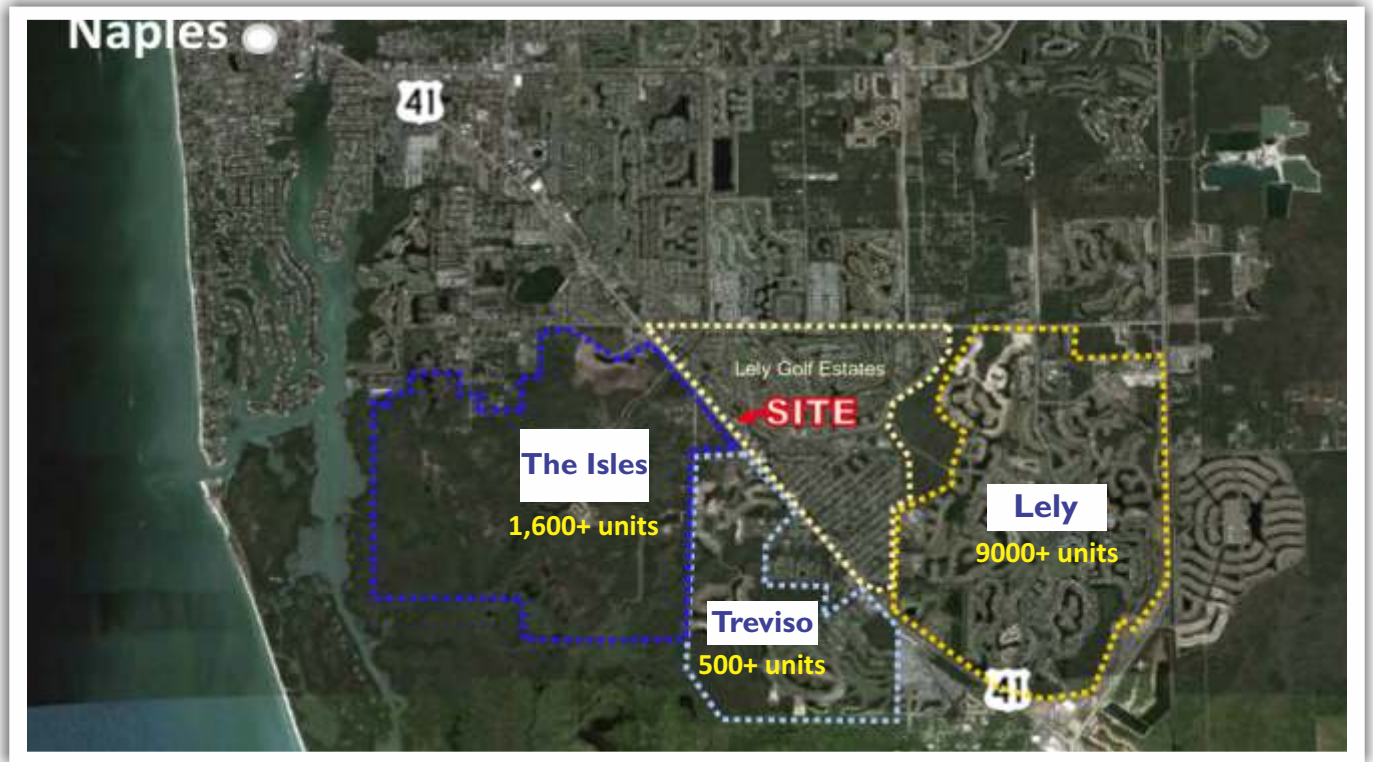 Naples
41
Lely Golf Estates
SITE
The Isles
1,600+ units
Lely
9000+ units
Treviso
500+ units
41